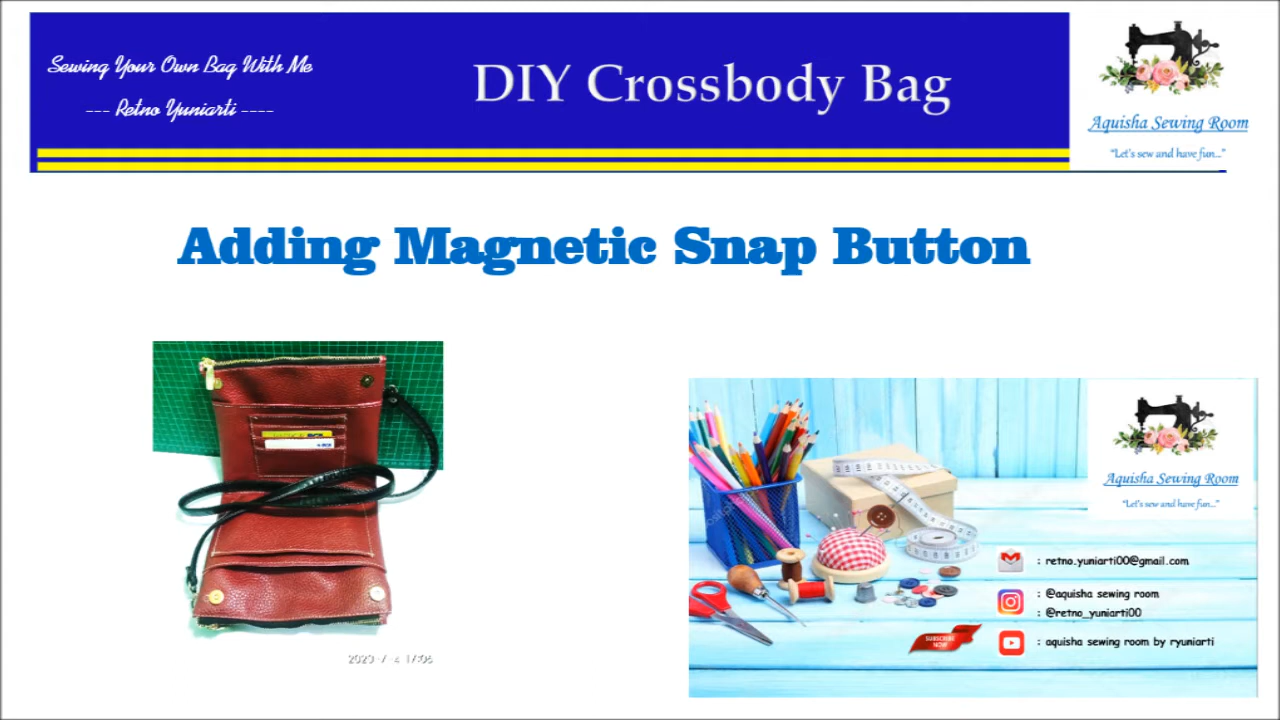 Sewing Your Own Bag With Me
--- Retno Yuniarti ----
DIY Crossbody Bag
Aquisha Sewing Room
"Let's sew and have fun..."
Adding Magnetic Snap Button
Aquisha Sewing Room
"Let's sew and have fun..."
: retno.yuniarti00@gmail.com
: @aquisha sewing room
: @retno_yuniarti00
SUBSCRIBE
NOW
: aquisha sewing room by ryuniarti